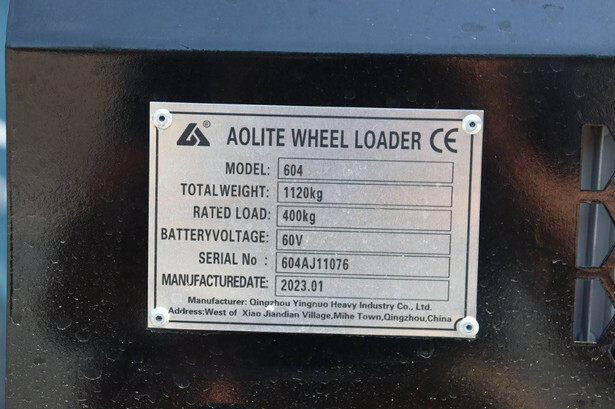 ® AOLITE WHEEL LOADER CE
MODEL: 604
TOTALWEIGHT: 1120kg
RATED LOAD: 400kg
BATTERYVOLTAGE: 60V
SERIAL No : 604AJ11076
MANUFACTUREDATE: 2023.01
Manufacturer: Qingzhou Yingnuo Heavy Industry Co., Ltd.
Address:West of Xiao Jiandian Village,Mihe Town,Qingzhou,China